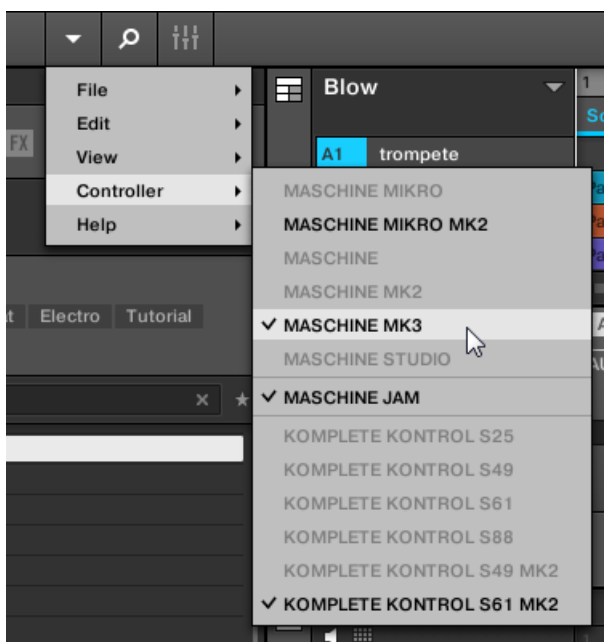 File
Edit
View
Controller
Help
FX
Electro
Tutorial
Blow
A1 trompete
1
MASCHINE MIKRO
MASCHINE MIKRO MK2
MASCHINE
MASCHINE MK2
MASCHINE MK3
MASCHINE STUDIO
MASCHINE JAM
KOMPLETE KONTROL S25
KOMPLETE KONTROL S49
KOMPLETE KONTROL S61
KOMPLETE KONTROL S88
KOMPLETE KONTROL S49 MK2
KOMPLETE KONTROL S61 MK2